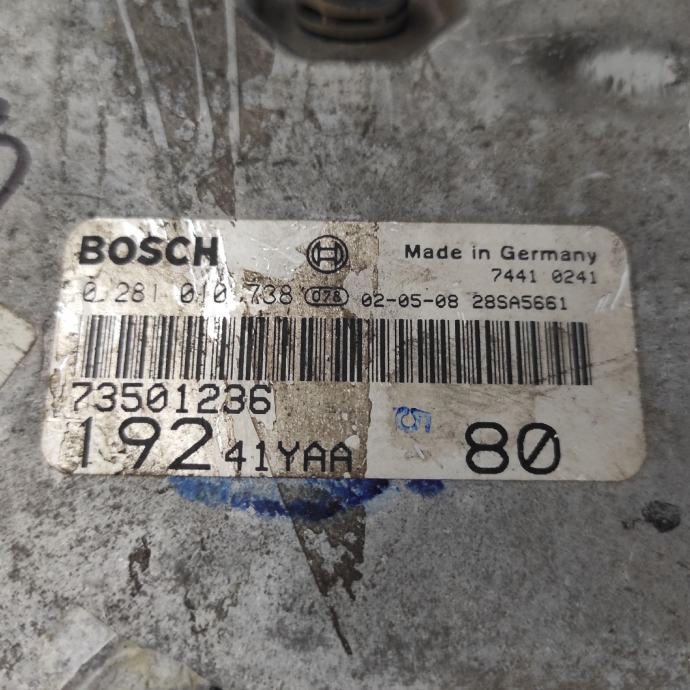 BOSCH
Made in Germany
7441 0241
0 281 010 738 078 02-05-08 28SA5661
73501236
192 41YAA 80